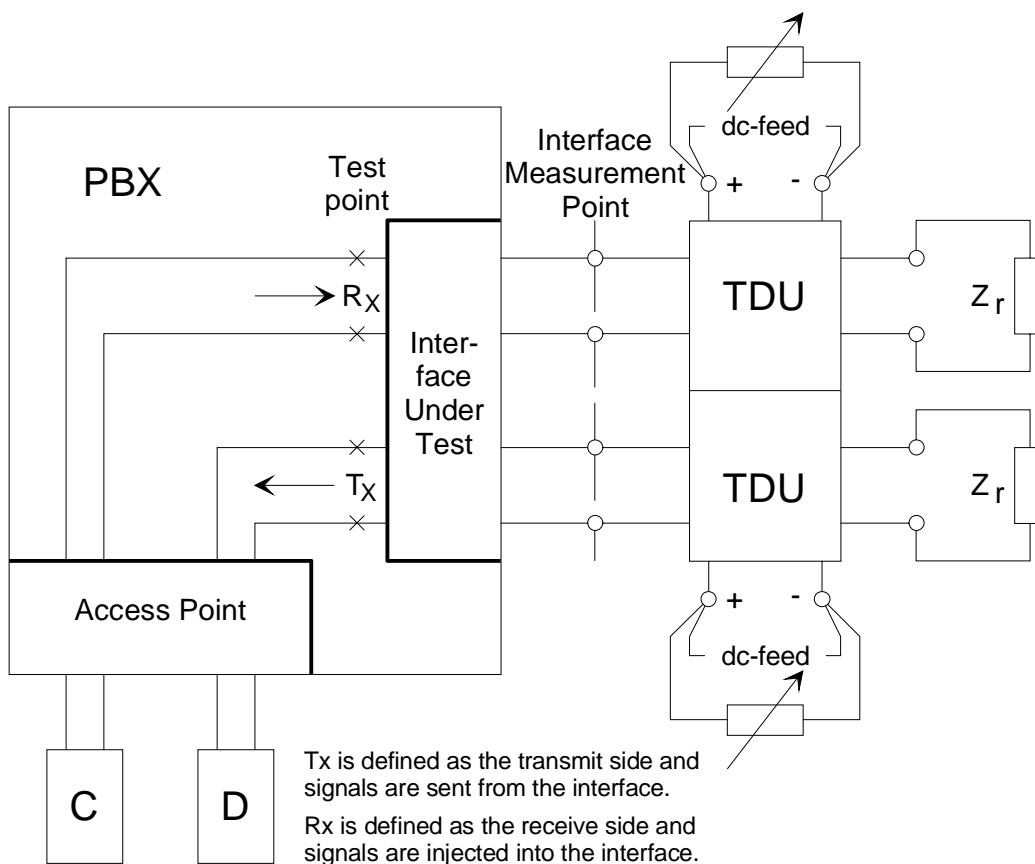 dc-feed
+ -
PBX
Test
point
Interface
Measurement
Point
RX
TX
Inter-
face
Under
Test
TDU
Zr
TDU
Zr
Access Point
+ -
dc-feed
C
D
Tx is defined as the transmit side and
signals are sent from the interface.
Rx is defined as the receive side and
signals are injected into the interface.